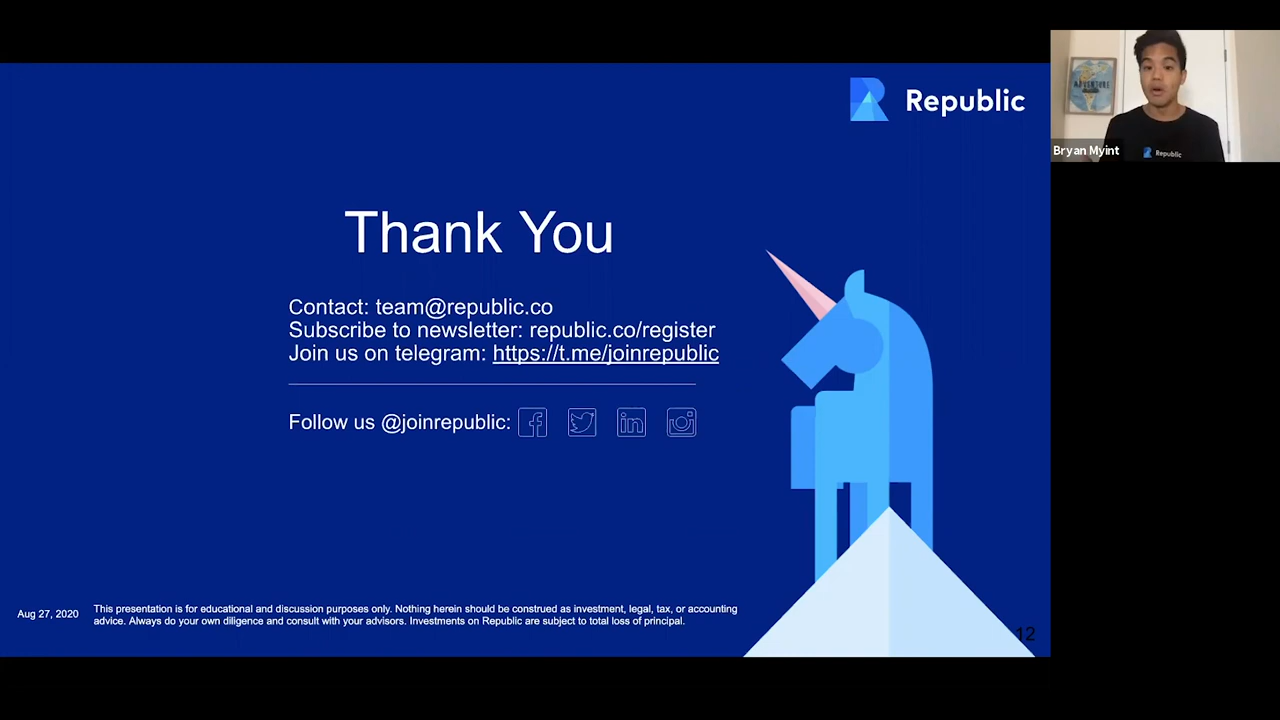 Republic
Thank You
Contact: team@republic.co
Subscribe to newsletter: republic.co/register
Join us on telegram: https://t.me/joinrepublic
Follow us @joinrepublic:
Aug 27, 2020
This presentation is for educational and discussion purposes only. Nothing herein should be construed as investment, legal, tax, or accounting
advice. Always do your own diligence and consult with your advisors. Investments on Republic are subject to total loss of principal.
12
ADVENTURE
Bryan Myint
Republic